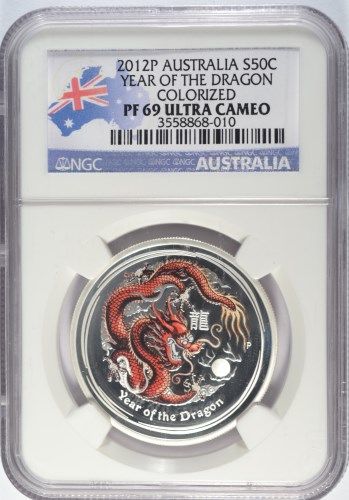 2012P AUSTRALIA S50C
YEAR OF THE DRAGON
COLORIZED
PF 69 ULTRA CAMEO
3558868-010
NGC
AUSTRALIA
P
Year of the Dragon